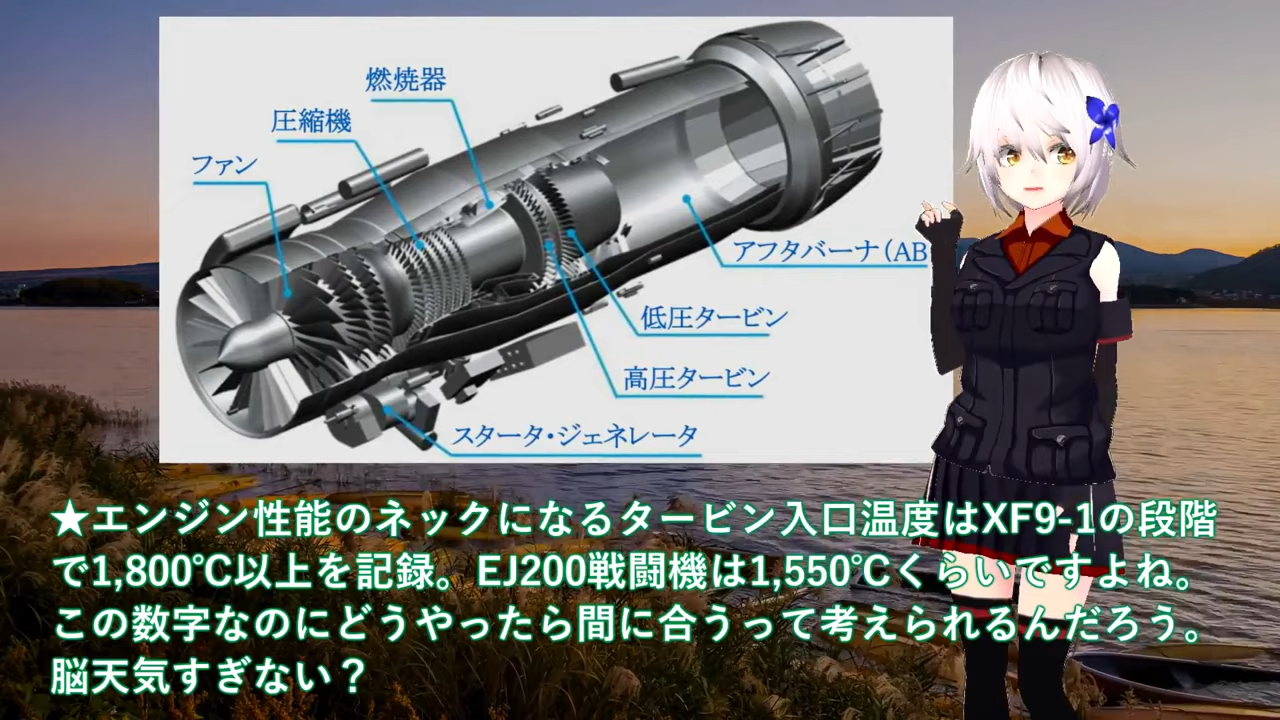 燃焼器
圧縮機
ファン
アフタバーナ(AB
低圧タービン
高圧タービン
スタータ・ジェネレータ
★エンジン性能のネックになるタービン入口温度はXF9-1の段階
で1,800℃以上を記録。EJ200戦闘機は1,550℃くらいですよね。
この数字なのにどうやったら間に合うって考えられるんだろう。
脳天気すぎない？